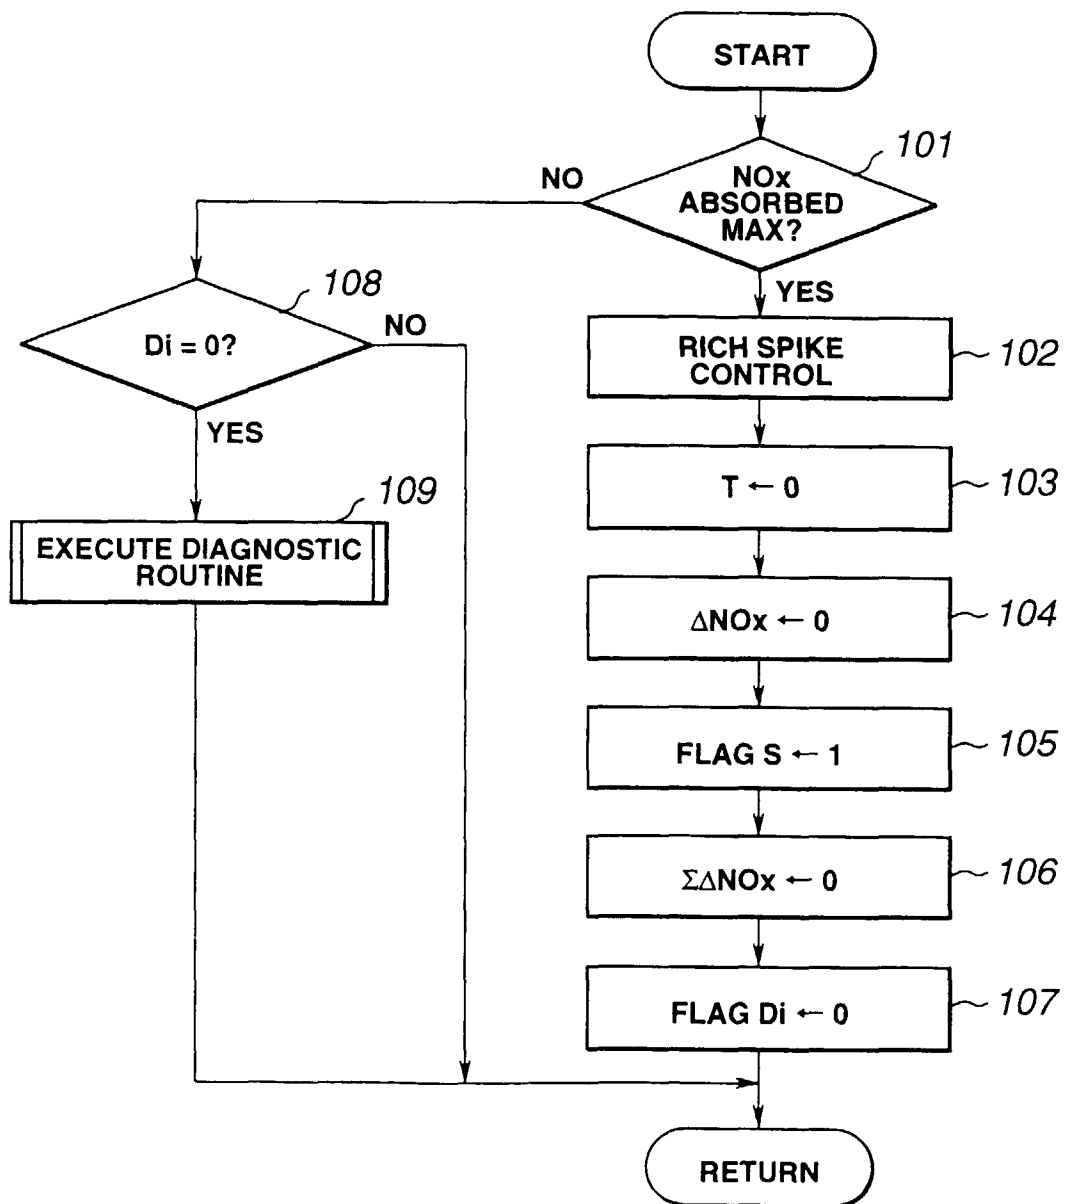 START
101
NO
NOx
ABSORBED
MAX?
YES
108
Di = 0?
NO
YES
RICH SPIKE
CONTROL
102
T ← 0
103
109
EXECUTE DIAGNOSTIC
ROUTINE
ΔNOx ← 0
104
FLAG S ← 1
105
ΣΔNOx ← 0
106
FLAG Di ← 0
107
RETURN